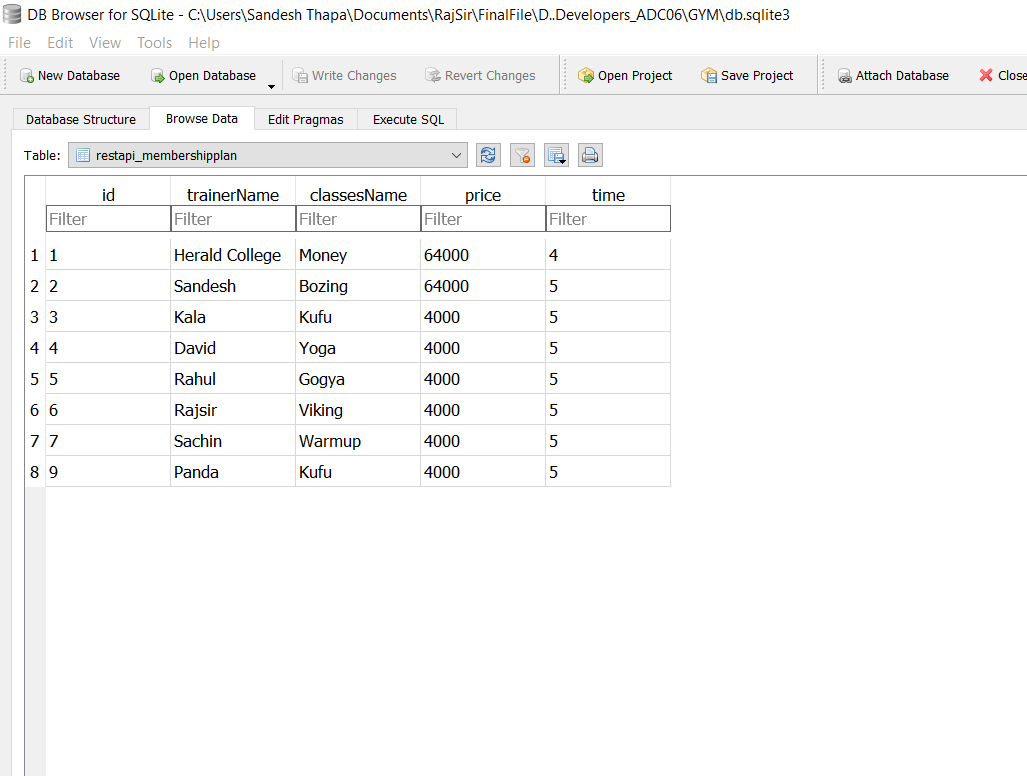 DB Browser for SQLite - C:\Users\Sandesh Thapa\Documents\RajSir\FinalFile\D..Developers_ADC06\GYM\db.sqlite3
File Edit View Tools Help
New Database Open Database Write Changes Revert Changes Open Project Save Project Attach Database Close
Database Structure Browse Data Edit Pragmas Execute SQL
Table: restapi_membershipplan
id trainerName classesName price time
Filter Filter Filter Filter Filter
1 1 Herald College Money 64000 4
2 2 Sandesh Bozing 64000 5
3 3 Kala Kufu 4000 5
4 4 David Yoga 4000 5
5 5 Rahul Gogya 4000 5
6 6 Rajsir Viking 4000 5
7 7 Sachin Warmup 4000 5
8 9 Panda Kufu 4000 5